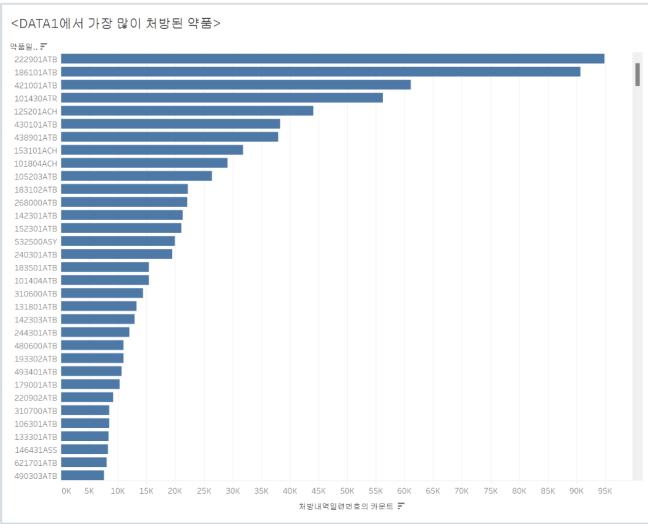 <DATA1에서 가장 많이 처방된 약품>
약품일..
222901ATB
186101ATB
421001ATB
101430ATR
125201ACH
430101ATB
438901ATB
153101ACH
101804ACH
105203ATB
183102ATB
268000ATB
142301ATB
152301ATB
532500ASY
240301ATB
183501ATB
101404ATB
310600ATB
131801ATB
142303ATB
244301ATB
480600ATB
193302ATB
493401ATB
179001ATB
220902ATB
310700ATB
106301ATB
133301ATB
146431ASS
621701ATB
490303ATB
0K 5K 10K 15K 20K 25K 30K 35K 40K 45K 50K 55K 60K 65K 70K 75K 80K 85K 90K 95K
처방내역일련번호의 카운트